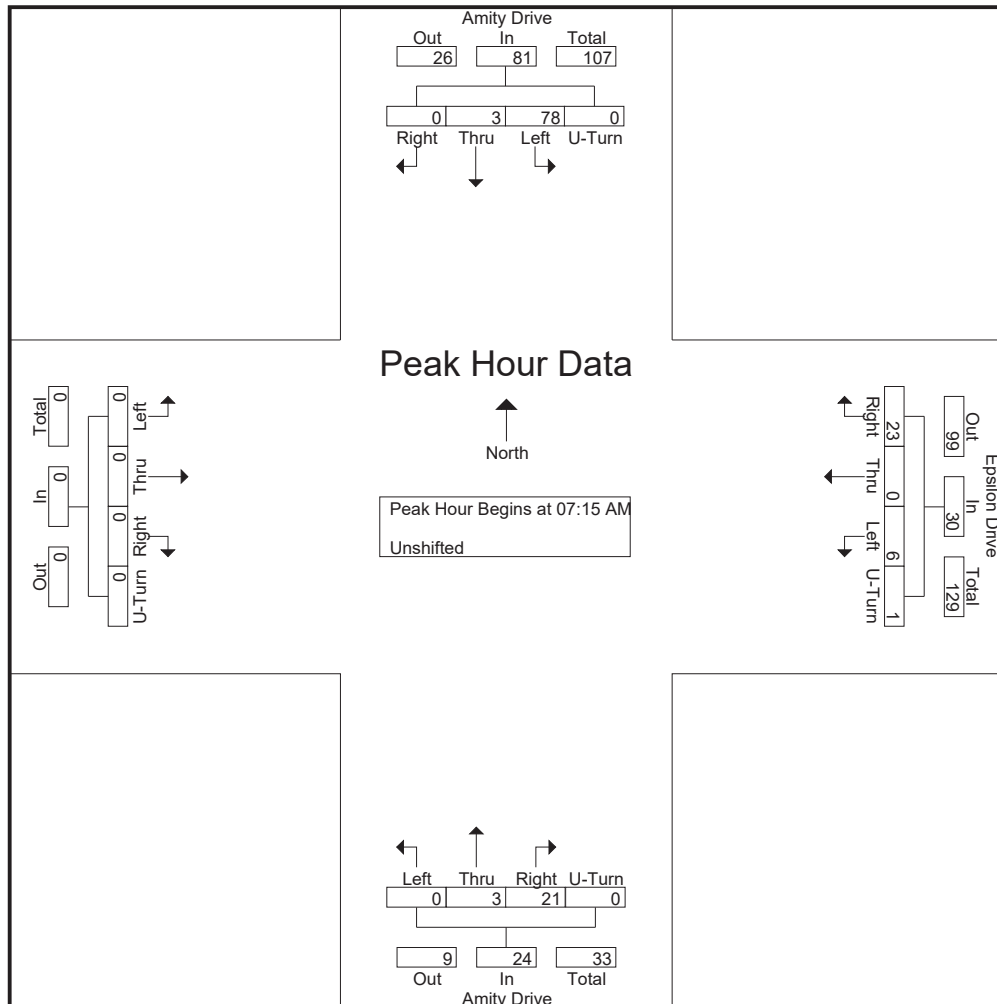 Amity Drive
Out In Total
26 81 107
0 3 78 0
Right Thru Left U-Turn
Peak Hour Data
North
Peak Hour Begins at 07:15 AM
Unshifted
Total In Out
0 0 0
0 0 0 0
Left Thru Right U-Turn
Right Thru Left U-Turn
23 0 6 1
Out In Total
99 30 129
Epsilon Drive
Left Thru Right U-Turn
0 3 21 0
9 24 33
Out In Total
Amity Drive